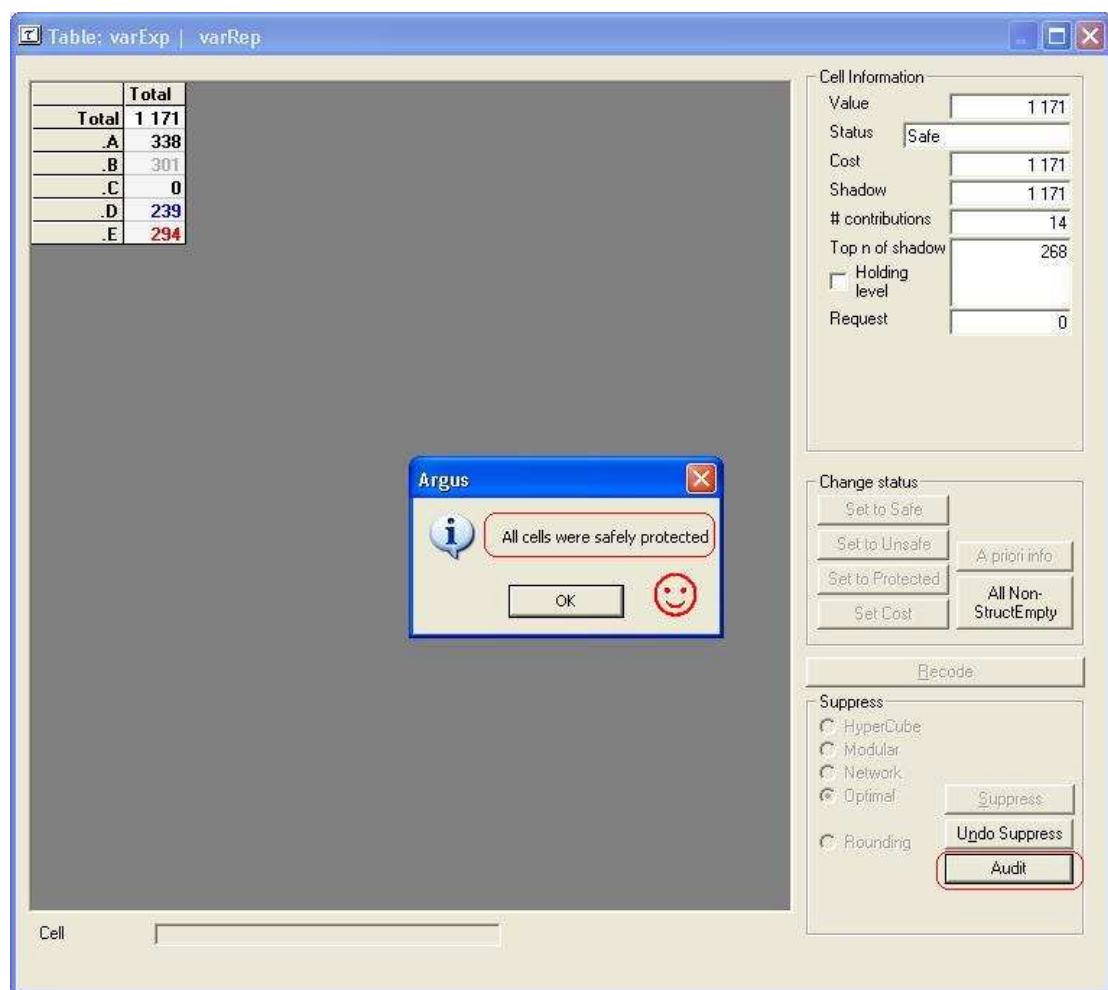 Table: varExp | varRep
Total
Total 1 171
.A 338
.B 301
.C 0
.D 239
.E 294
Cell Information
Value 1 171
Status Safe
Cost 1 171
Shadow 1 171
# contributions 14
Top n of shadow 268
Holding
level
Request 0
Argus
All cells were safely protected
OK
Change status
Set to Safe
Set to Unsafe
Set to Protected
Set Cost
A priori info
All Non-
StructEmpty
Recode
Suppress
HyperCube
Modular
Network
Optimal
Rounding
Suppress
Undo Suppress
Audit
Cell